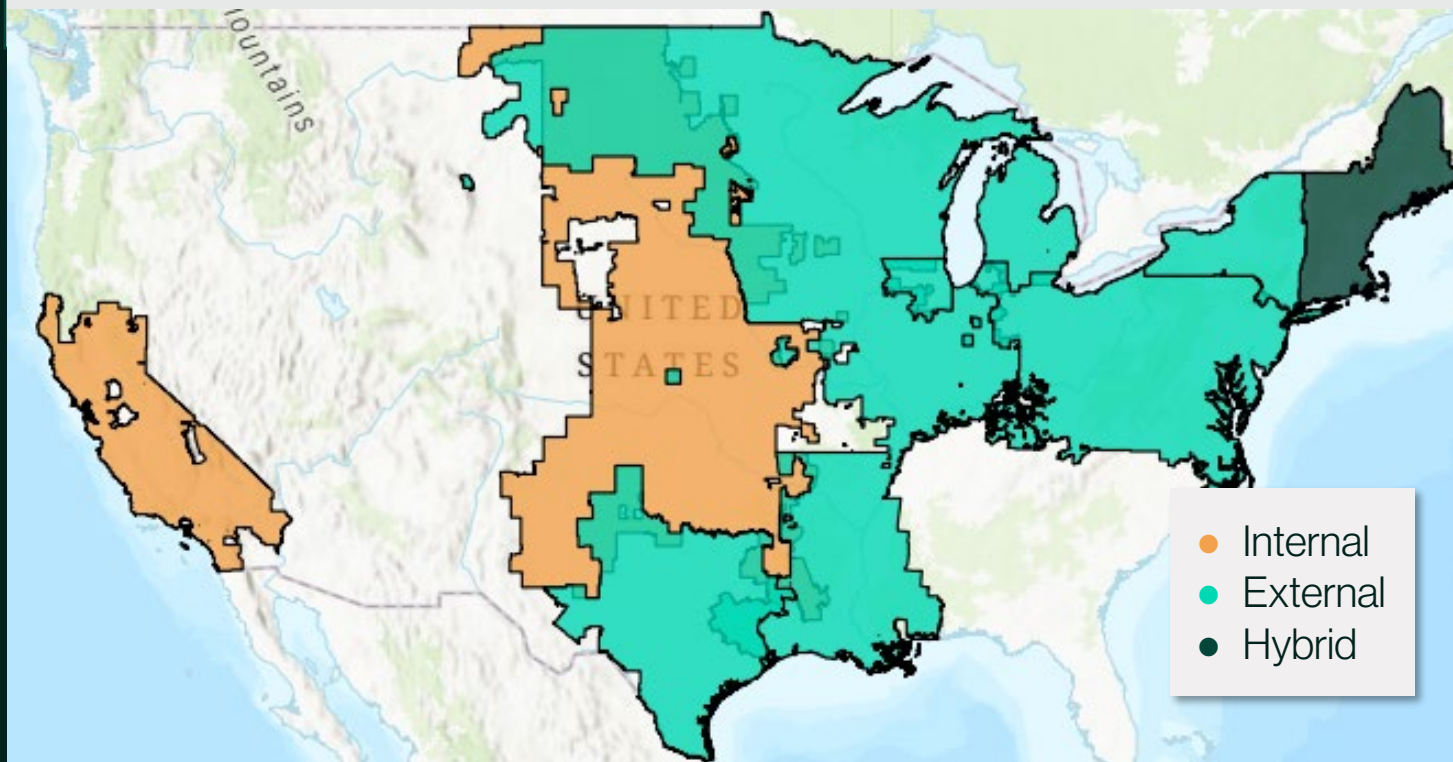 ountains
UNITED
STATES
Internal
External
Hybrid